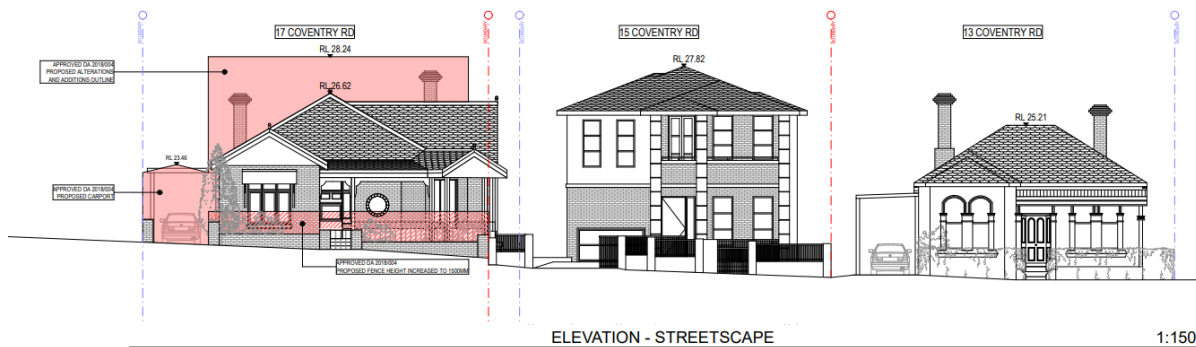 17 COVENTRY RD
15 COVENTRY RD
13 COVENTRY RD
RL 28.24
APPROVED DA 2018/004
PROPOSED ALTERATIONS
AND ADDITIONS OUTLINE
RL 27.82
RL 26.62
RL 25.21
RL 23.46
APPROVED DA 2018/004
PROPOSED CARPORT
APPROVED DA 2018/004
PROPOSED FENCE HEIGHT INCREASED TO 1500MM
ELEVATION - STREETSCAPE
1:150